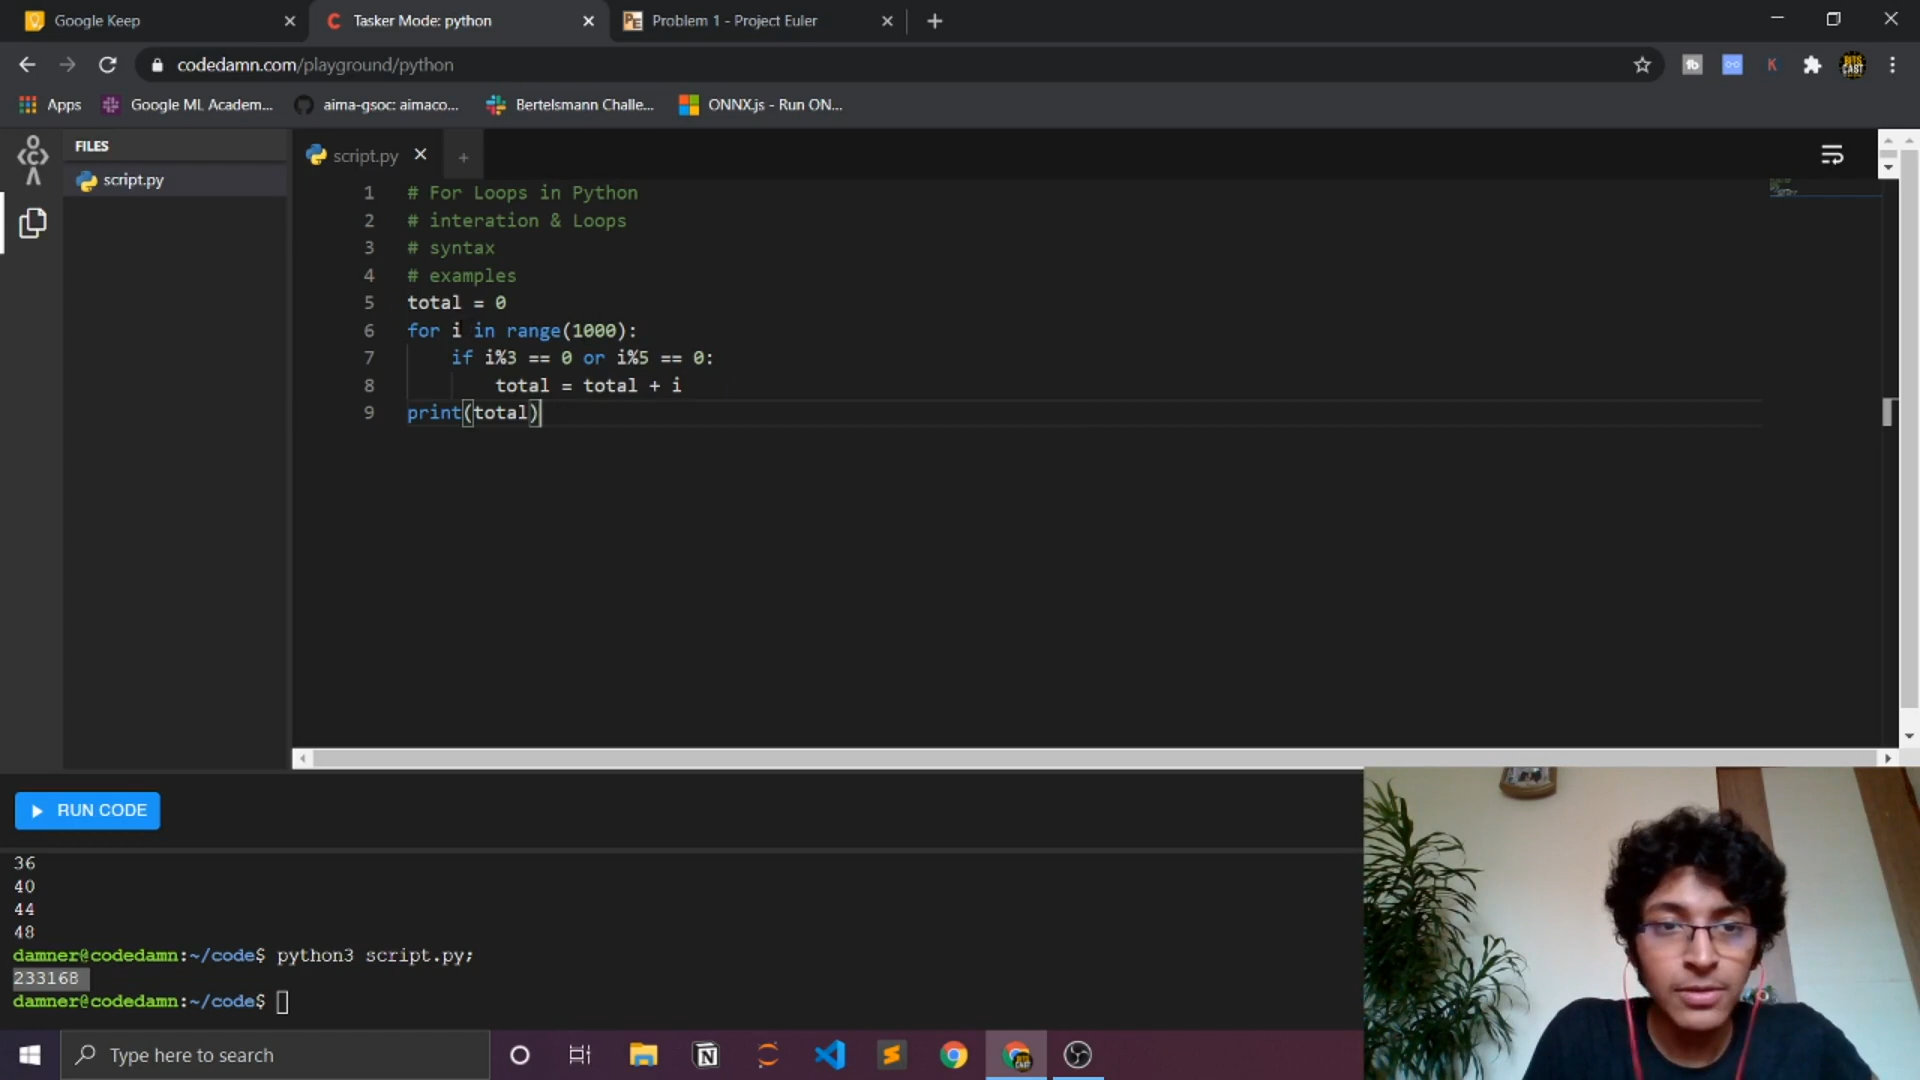 Google Keep
Tasker Mode: python
Problem 1 - Project Euler
codedamn.com/playground/python
Apps
Google ML Academ...
aima-gsoc: aimaco...
Bertelsmann Challe...
ONNX.js - Run ON...
FILES
script.py
script.py
1 # For Loops in Python
2 # interation & Loops
3 # syntax
4 # examples
5 total = 0
6 for i in range(1000):
7 if i%3 == 0 or i%5 == 0:
8 total = total + i
9 print(total)
RUN CODE
36
40
44
48
damner@codedamn:~/code$ python3 script.py;
233168
damner@codedamn:~/code$
Type here to search